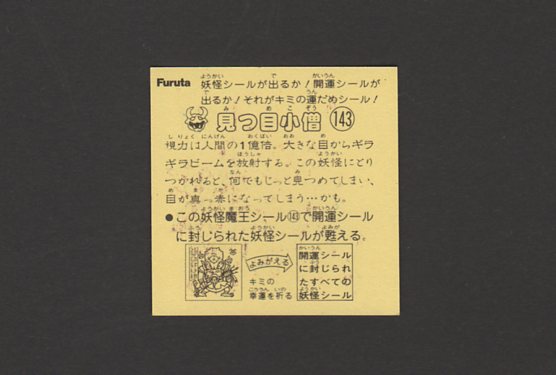 Furuta 妖怪シールが出るか！開運シールが
出るか！それがキミの運だめシール！
見つ目小僧 143
視力は人間の1億倍。大きな目からギラ
ギラビームを放射する。この妖怪にとり
つかれると、何でもじっと見つめてしまい、
目が真っ赤になってしまう…かも。
●この妖怪魔王シール143で開運シール
に封じられた妖怪シールが甦える。
よみがえる
キミの
幸運を祈る
開運シール
に封じられ
たすべての
妖怪シール